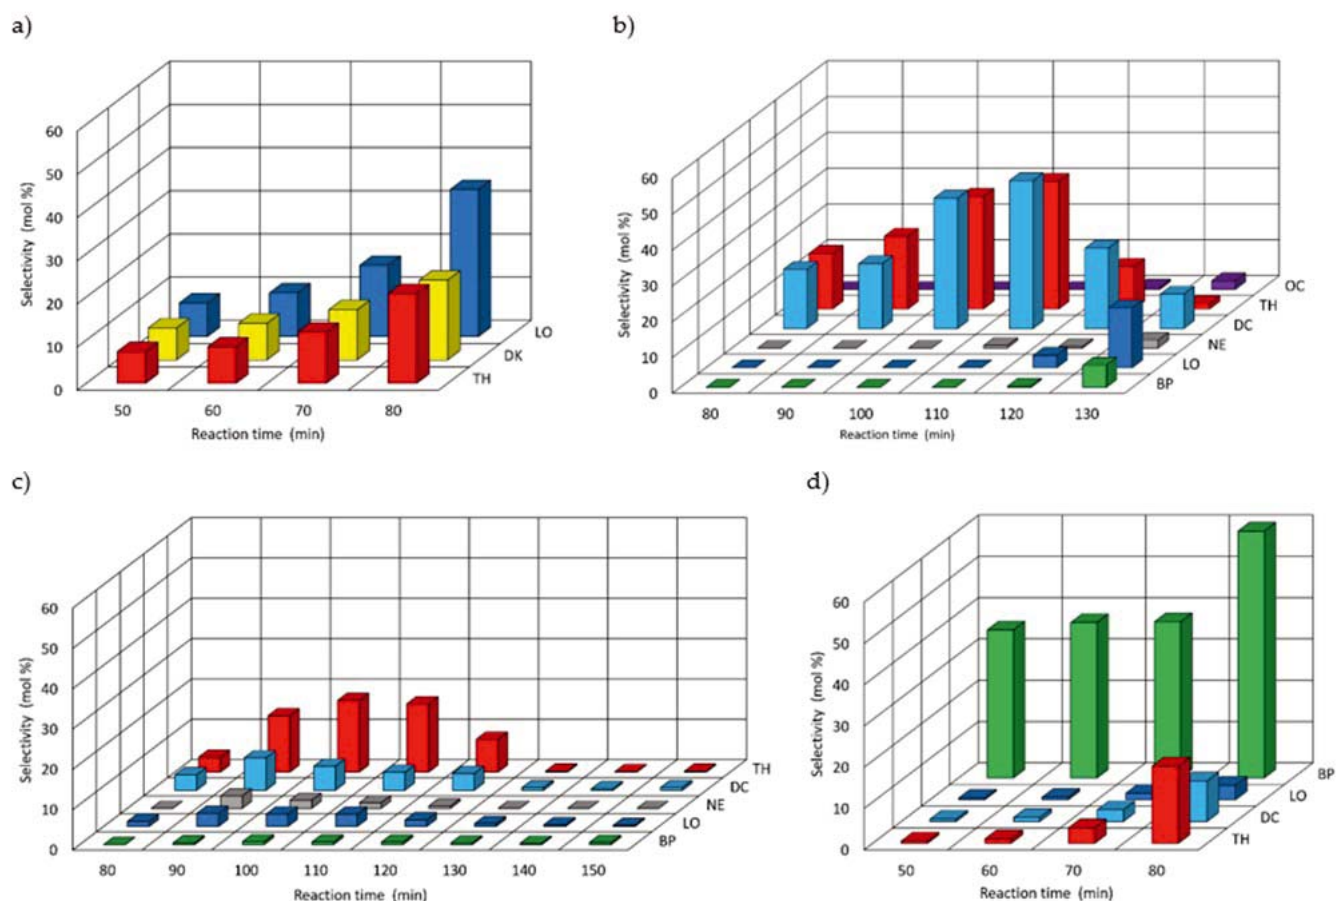 a)
60
50
40
30
20
10
0
Selectivity (mol %)
50 60 70 80
Reaction time (min)
LO
DK
TH
b)
60
50
40
30
20
10
0
Selectivity (mol %)
80 90 100 110 120 130
Reaction time (min)
OC
TH
DC
NE
LO
BP
c)
60
50
40
30
20
10
0
Selectivity (mol %)
80 90 100 110 120 130 140 150
Reaction time (min)
TH
DC
NE
LO
BP
d)
60
50
40
30
20
10
0
Selectivity (mol %)
50 60 70 80
Reaction time (min)
BP
LO
DC
TH